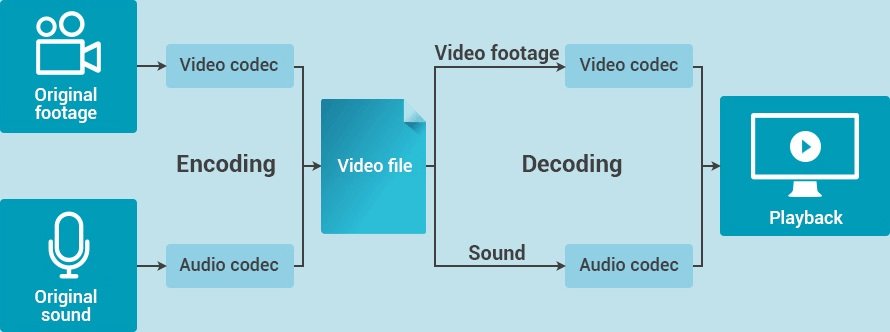 Original
footage
Video codec
Encoding
Original
sound
Audio codec
Video file
Video footage
Video codec
Decoding
Sound
Audio codec
Playback